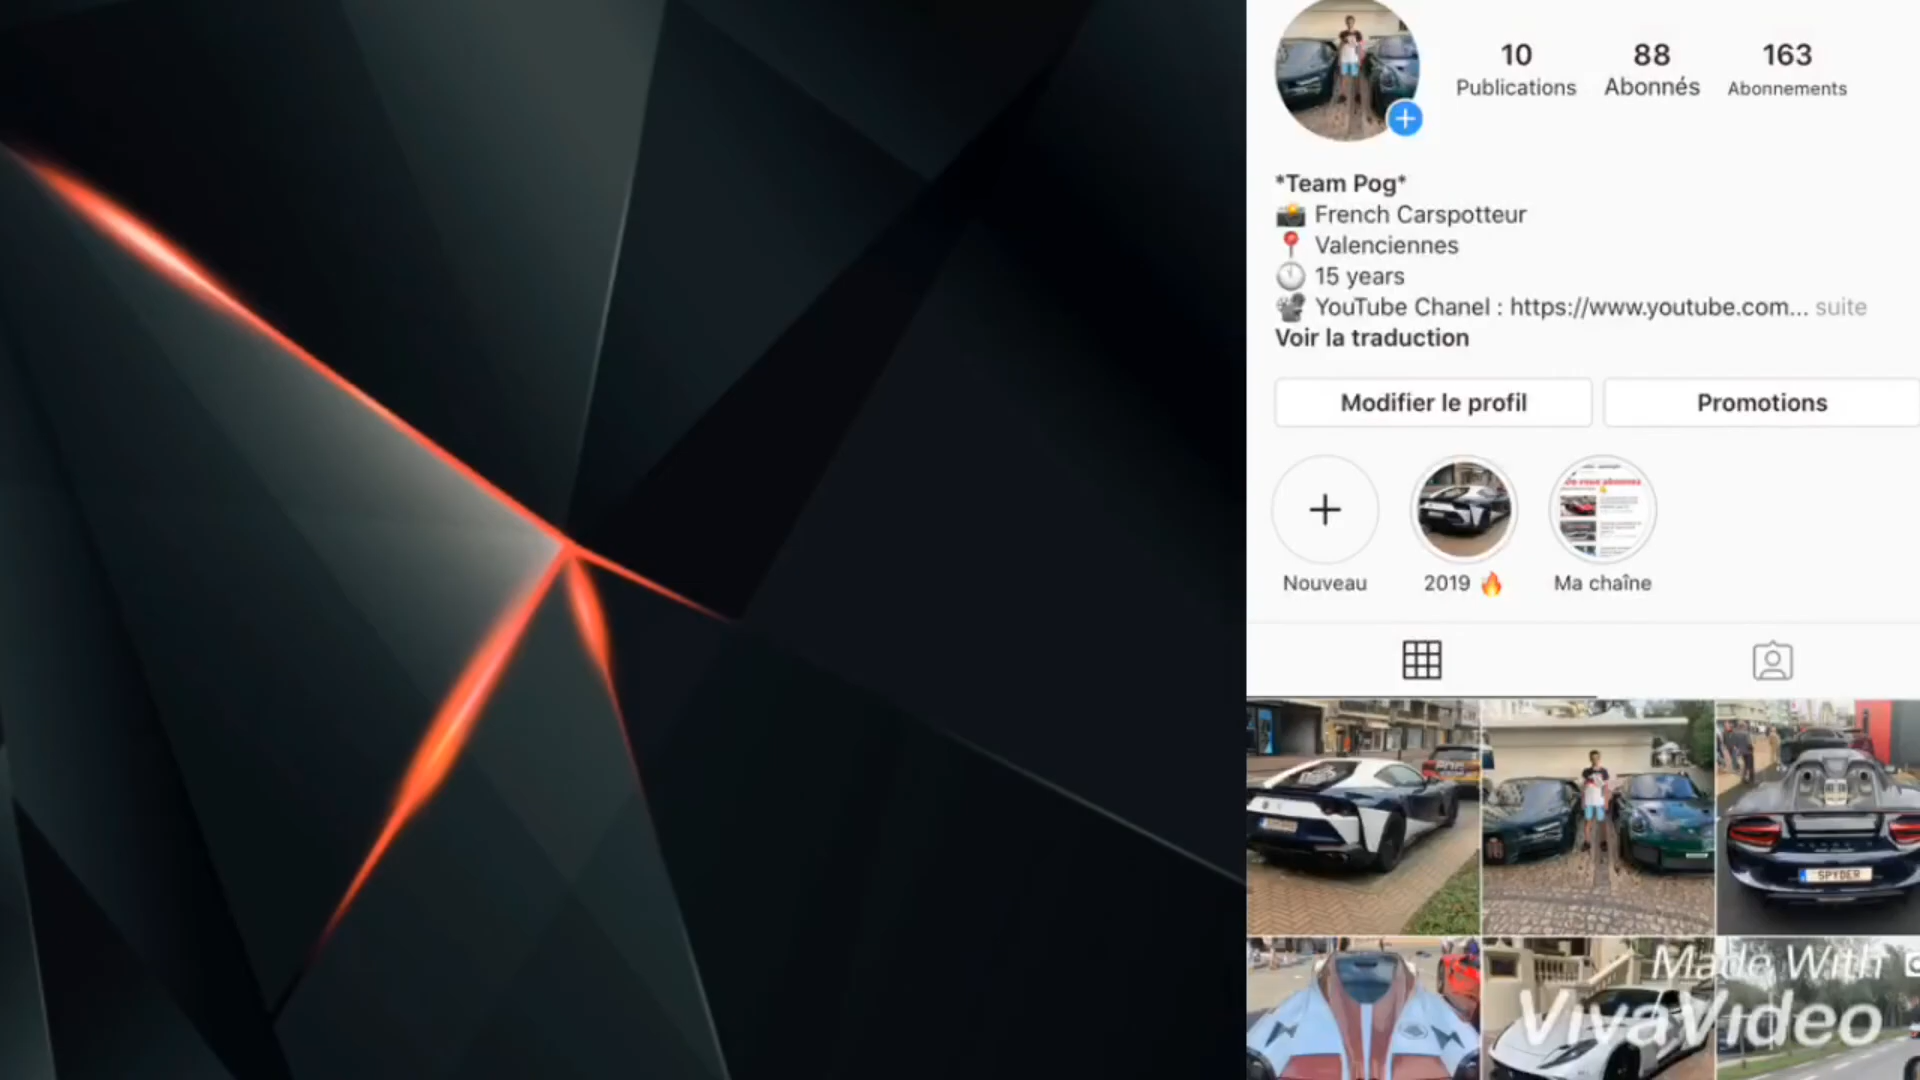 10 88 163
Publications Abonnés Abonnements
*Team Pog*
French Carspotteur
Valenciennes
15 years
YouTube Chanel : https://www.youtube.com... suite
Voir la traduction
Modifier le profil Promotions
Nouveau 2019 Ma chaîne
SPYDER
Made With
VivaVideo